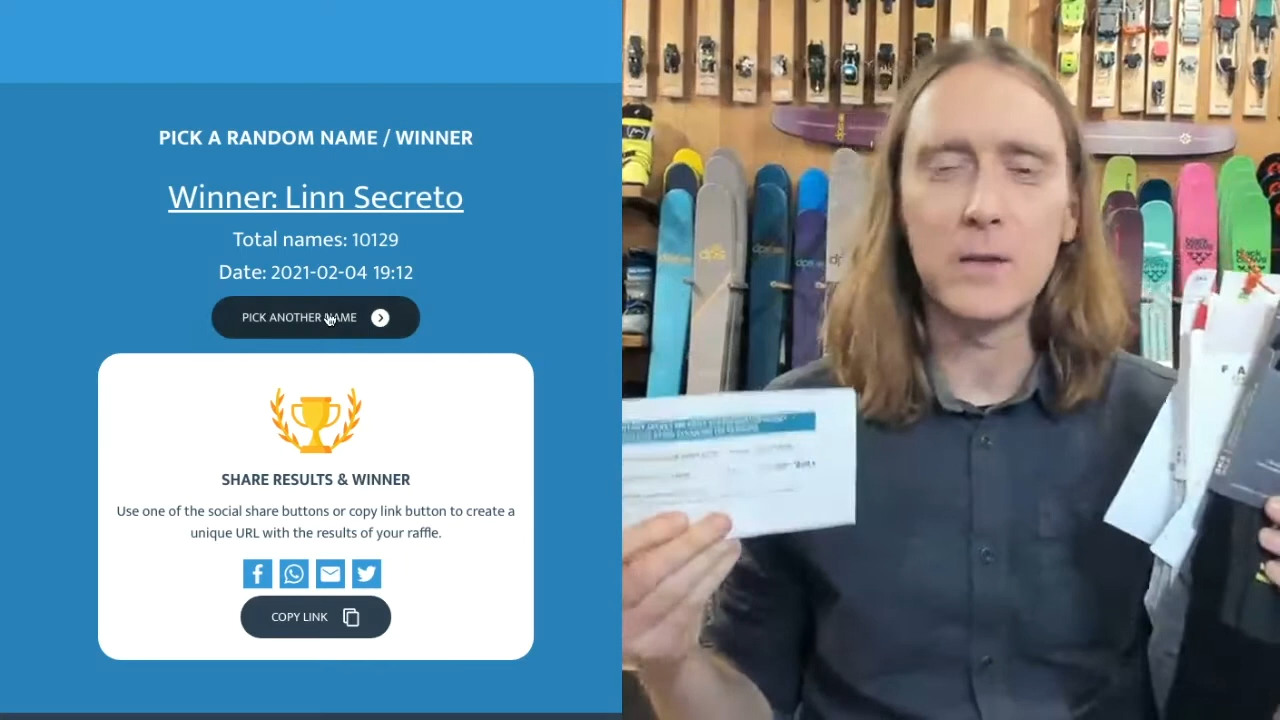 PICK A RANDOM NAME / WINNER
Winner: Linn Secreto
Total names: 10129
Date: 2021-02-04 19:12
PICK ANOTHER NAME
SHARE RESULTS & WINNER
Use one of the social share buttons or copy link button to create a
unique URL with the results of your raffle.
COPY LINK
dps